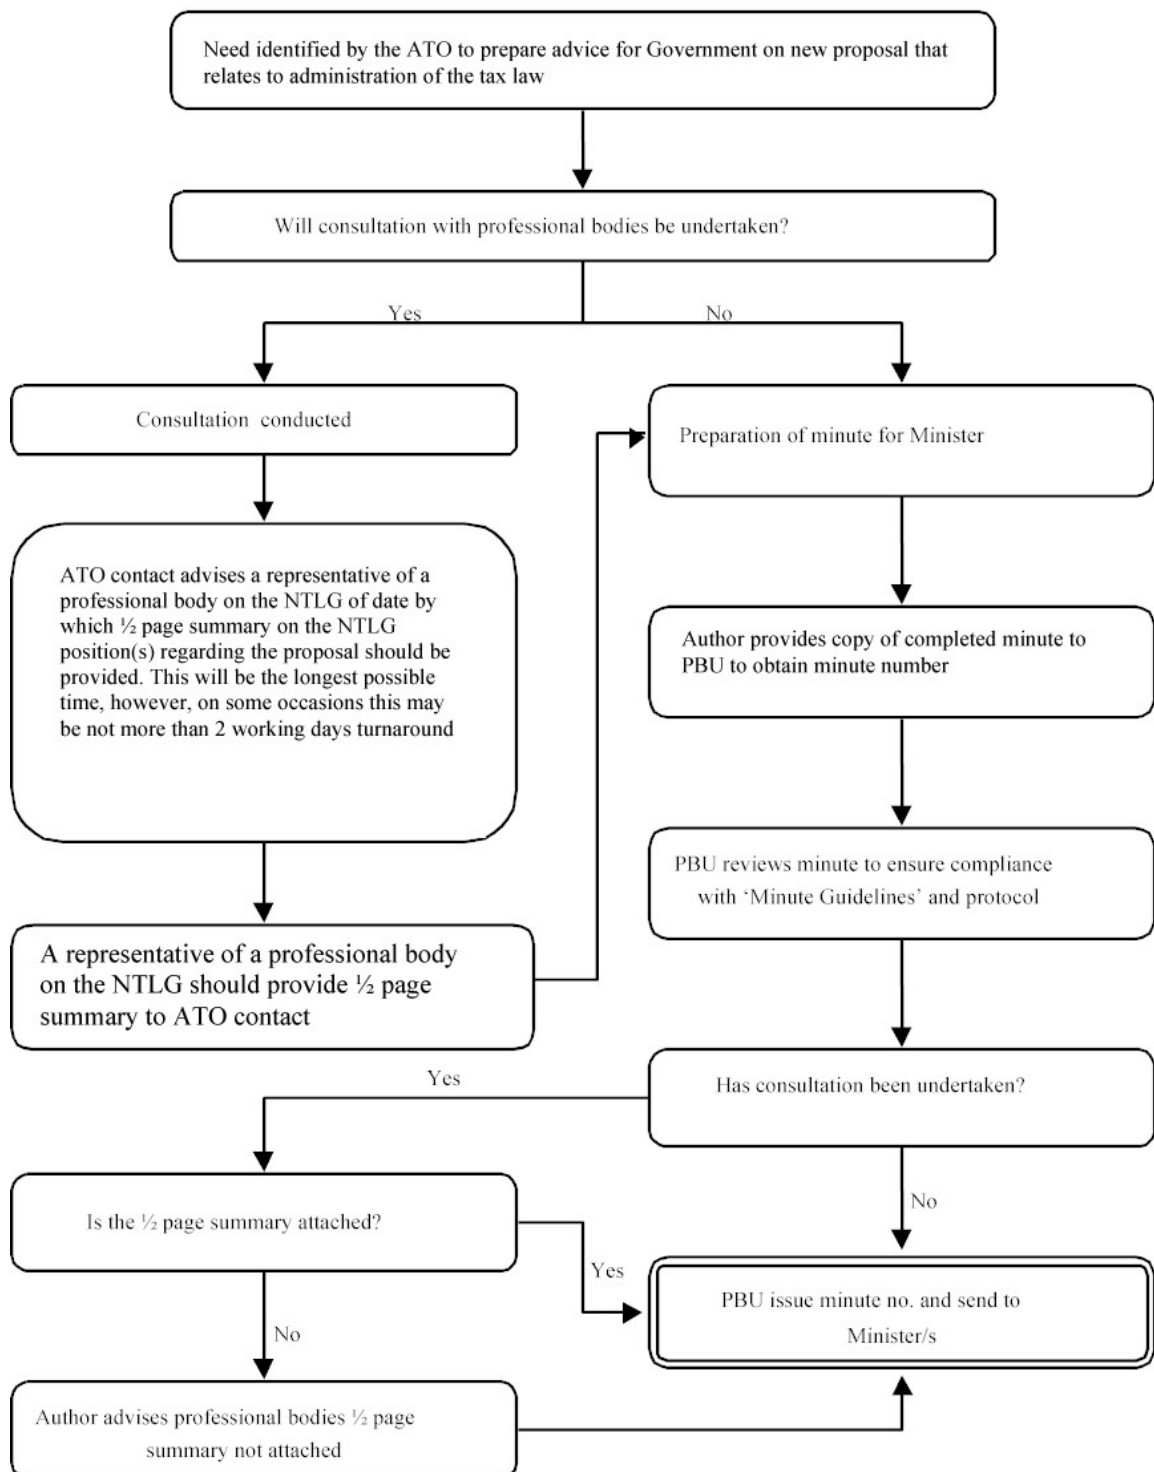 Need identified by the ATO to prepare advice for Government on new proposal that
relates to administration of the tax law
Will consultation with professional bodies be undertaken?
Yes
No
Consultation conducted
Preparation of minute for Minister
ATO contact advises a representative of a
professional body on the NTLG of date by
which ½ page summary on the NTLG
position(s) regarding the proposal should be
provided. This will be the longest possible
time, however, on some occasions this may
be not more than 2 working days turnaround
Author provides copy of completed minute to
PBU to obtain minute number
PBU reviews minute to ensure compliance
with ‘Minute Guidelines’ and protocol
A representative of a professional body
on the NTLG should provide ½ page
summary to ATO contact
Has consultation been undertaken?
Yes
No
Is the ½ page summary attached?
Yes
No
PBU issue minute no. and send to
Minister/s
Author advises professional bodies ½ page
summary not attached